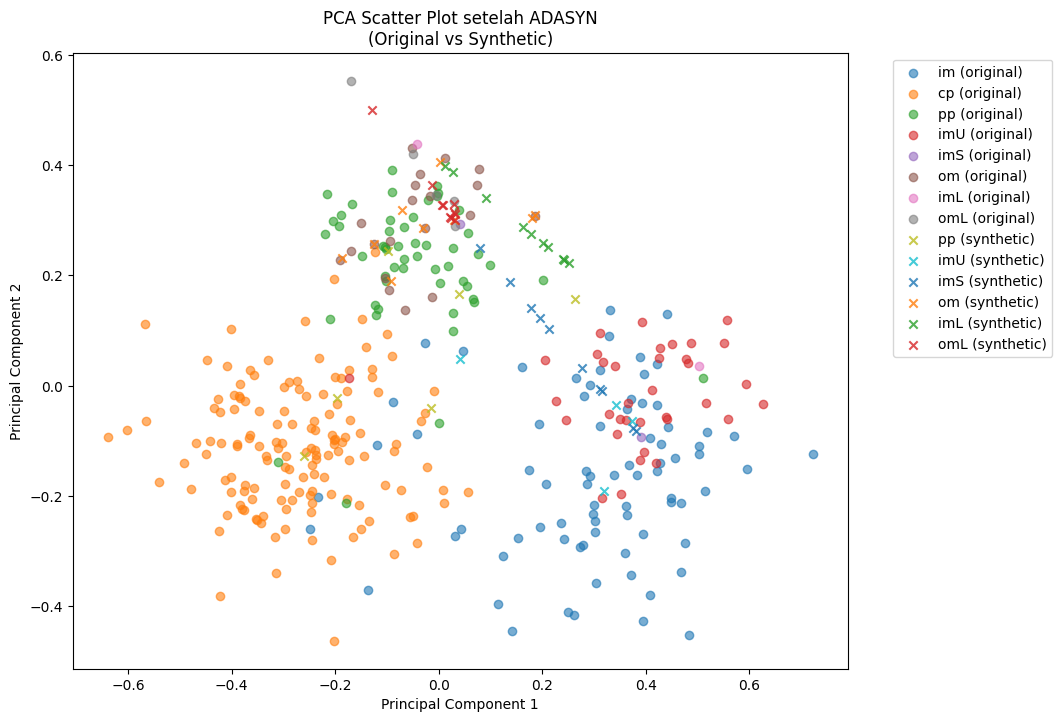 PCA Scatter Plot setelah ADASYN
(Original vs Synthetic)
0.6
0.4
0.2
0.0
−0.2
−0.4
Principal Component 2
−0.6
−0.4
−0.2
0.0
0.2
0.4
0.6
Principal Component 1
im (original)
cp (original)
pp (original)
imU (original)
imS (original)
om (original)
imL (original)
omL (original)
pp (synthetic)
imU (synthetic)
imS (synthetic)
om (synthetic)
imL (synthetic)
omL (synthetic)